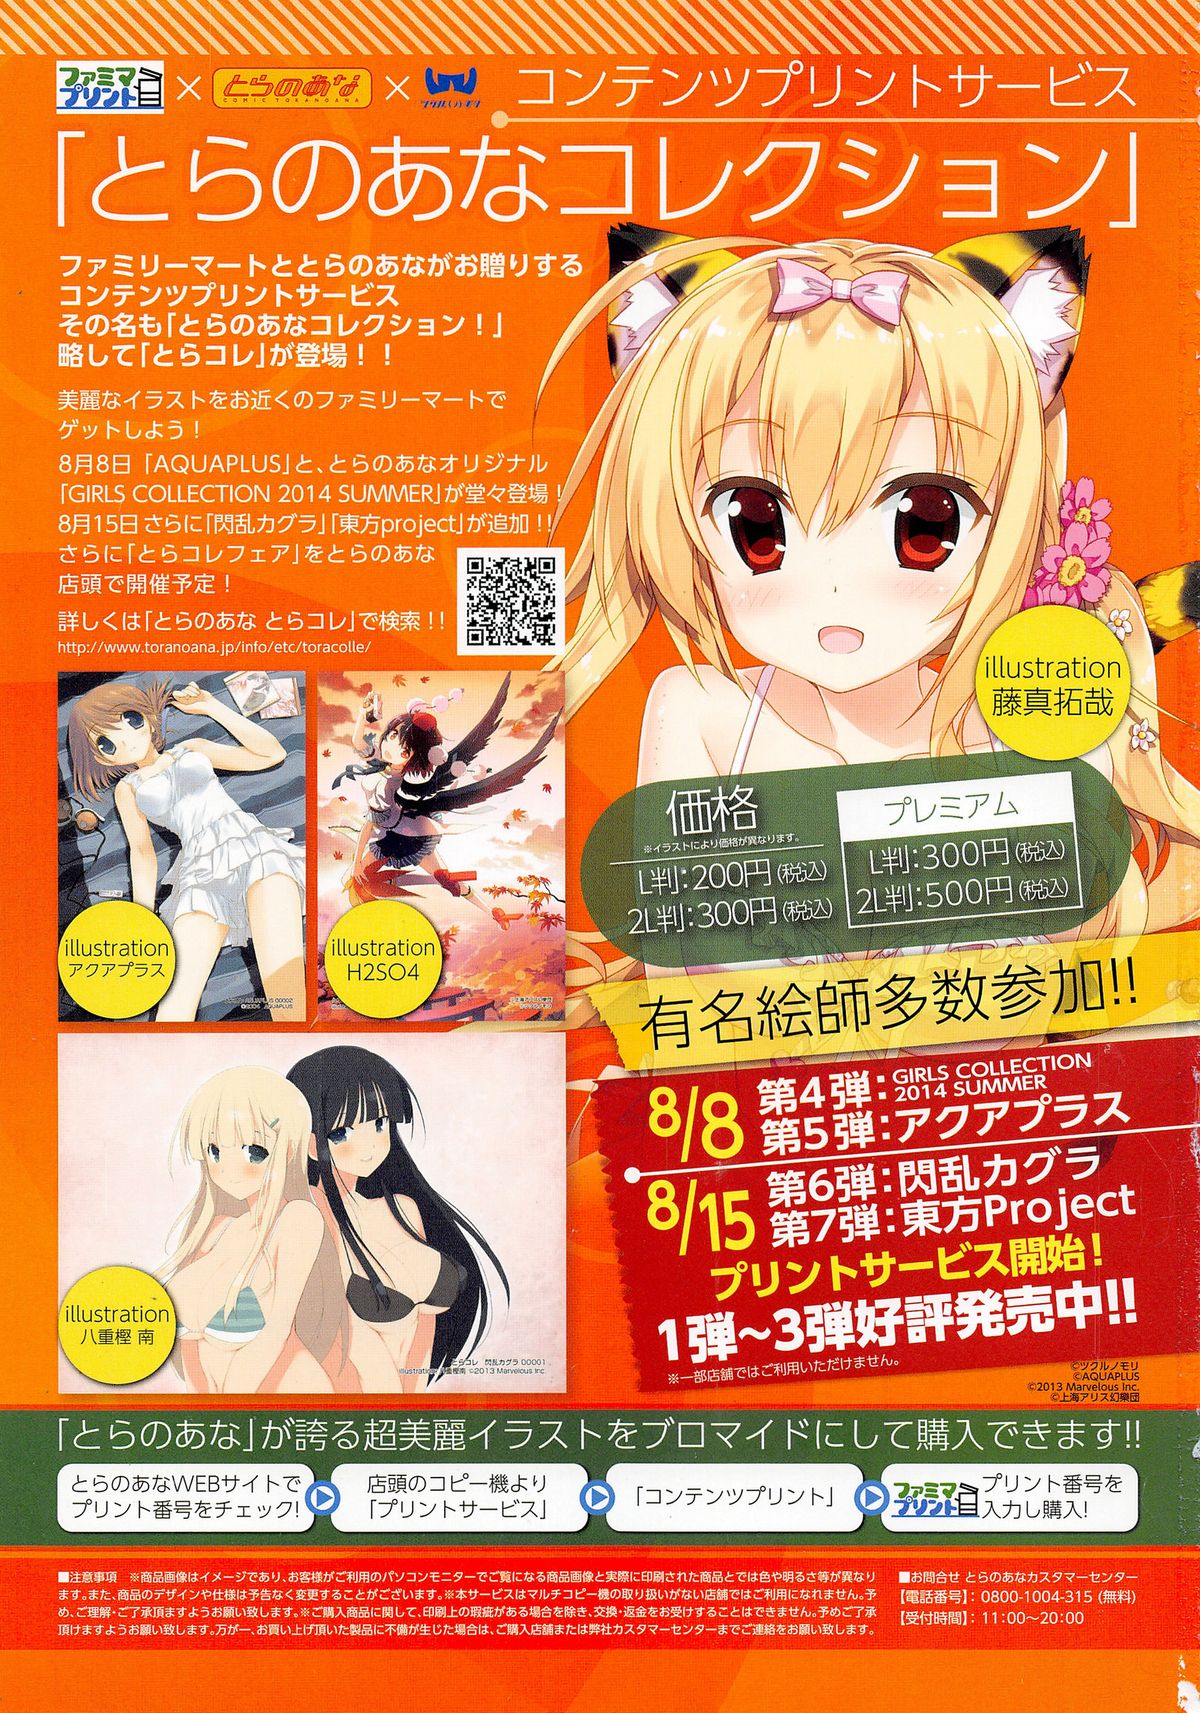 ファミマプリント × とらのあな COMIC TORANOANA × ツクルノモリ コンテンツプリントサービス
「とらのあなコレクション」
ファミリーマートととらのあながお贈りする
コンテンツプリントサービス
その名も「とらのあなコレクション！」
略して「とらコレ」が登場！！
美麗なイラストをお近くのファミリーマートで
ゲットしよう！
8月8日 「AQUAPLUS」と、とらのあなオリジナル
「GIRLS COLLECTION 2014 SUMMER」が堂々登場！
8月15日 さらに「閃乱カグラ」「東方project」が追加！！
さらに「とらコレフェア」をとらのあな
店頭で開催予定！
詳しくは「とらのあな とらコレ」で検索！！
http://www.toranoana.jp/info/etc/toracolle/
illustration
藤真拓哉
illustration
アクアプラス
AQUAPLUS 00002
©2004 AQUAPLUS
illustration
H2SO4
©上海アリス幻樂団
©ツクルノモリ
illustration
八重樫 南
とらコレ 閃乱カグラ 00001
illustration:八重樫南 ©2013 Marvelous Inc.
価格
※イラストにより価格が異なります。
L判：200円(税込)
2L判：300円(税込)
プレミアム
L判：300円(税込)
2L判：500円(税込)
有名絵師多数参加!!
8/8 第4弾：GIRLS COLLECTION 2014 SUMMER
第5弾：アクアプラス
8/15 第6弾：閃乱カグラ
第7弾：東方Project
プリントサービス開始！
1弾～3弾好評発売中!!
※一部店舗ではご利用いただけません。
©ツクルノモリ
©AQUAPLUS
©2013 Marvelous Inc.
©上海アリス幻樂団
「とらのあな」が誇る超美麗イラストをブロマイドにして購入できます!!
とらのあなWEBサイトで
プリント番号をチェック!
店頭のコピー機より
「プリントサービス」
「コンテンツプリント」
ファミマプリント
プリント番号を
入力し購入!
■注意事項 ※商品画像はイメージであり、お客様がご利用のパソコンモニターでご覧になる商品画像と実際に印刷された商品とでは色や明るさ等が異なり
ます。また、商品のデザインや仕様は予告なく変更することがございます。※本サービスはマルチコピー機の取り扱いがない店舗ではご利用になれません。予
め、ご理解・ご了承頂けますようお願い致します。※ご購入商品に関して、印刷上の瑕疵がある場合を除き、交換・返金をお受けすることはできません。予めご了承
頂けますようお願い致します。万が一、お買い上げ頂いた製品に不備が生じた場合は、ご購入店舗または弊社カスタマーセンターまでご連絡をお願い致します。
■お問合せ とらのあなカスタマーセンター
【電話番号】：0800-1004-315 (無料)
【受付時間】：11:00～20:00